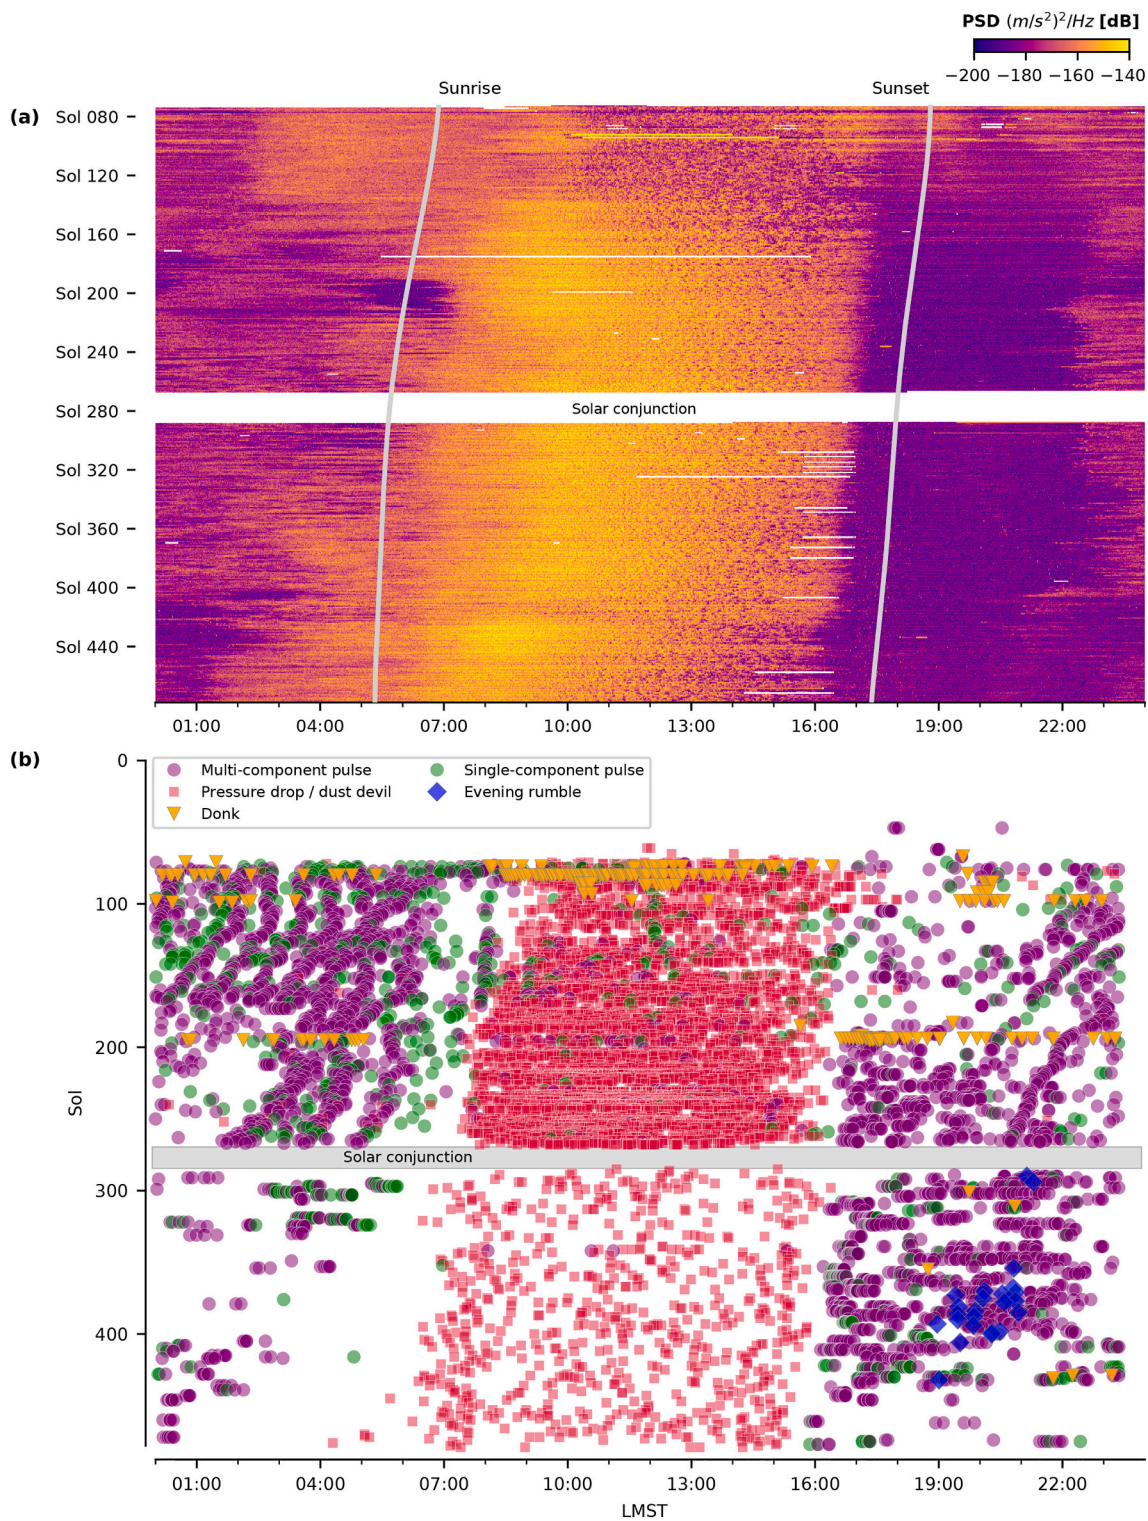 PSD (m/s²)²/Hz [dB]
−200 −180 −160 −140
Sunrise
Sunset
(a)
Sol 080
Sol 120
Sol 160
Sol 200
Sol 240
Sol 280
Solar conjunction
Sol 320
Sol 360
Sol 400
Sol 440
01:00 04:00 07:00 10:00 13:00 16:00 19:00 22:00
(b)
0
Multi-component pulse
Single-component pulse
Pressure drop / dust devil
Evening rumble
Donk
100
200
Sol
Solar conjunction
300
400
01:00 04:00 07:00 10:00 13:00 16:00 19:00 22:00
LMST